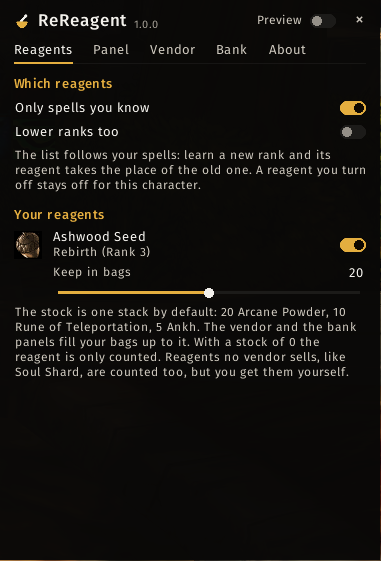 ReReagent 1.0.0 Preview ×
Reagents Panel Vendor Bank About
Which reagents
Only spells you know
Lower ranks too
The list follows your spells: learn a new rank and its
reagent takes the place of the old one. A reagent you turn
off stays off for this character.
Your reagents
Ashwood Seed
Rebirth (Rank 3)
Keep in bags 20
The stock is one stack by default: 20 Arcane Powder, 10
Rune of Teleportation, 5 Ankh. The vendor and the bank
panels fill your bags up to it. With a stock of 0 the
reagent is only counted. Reagents no vendor sells, like
Soul Shard, are counted too, but you get them yourself.